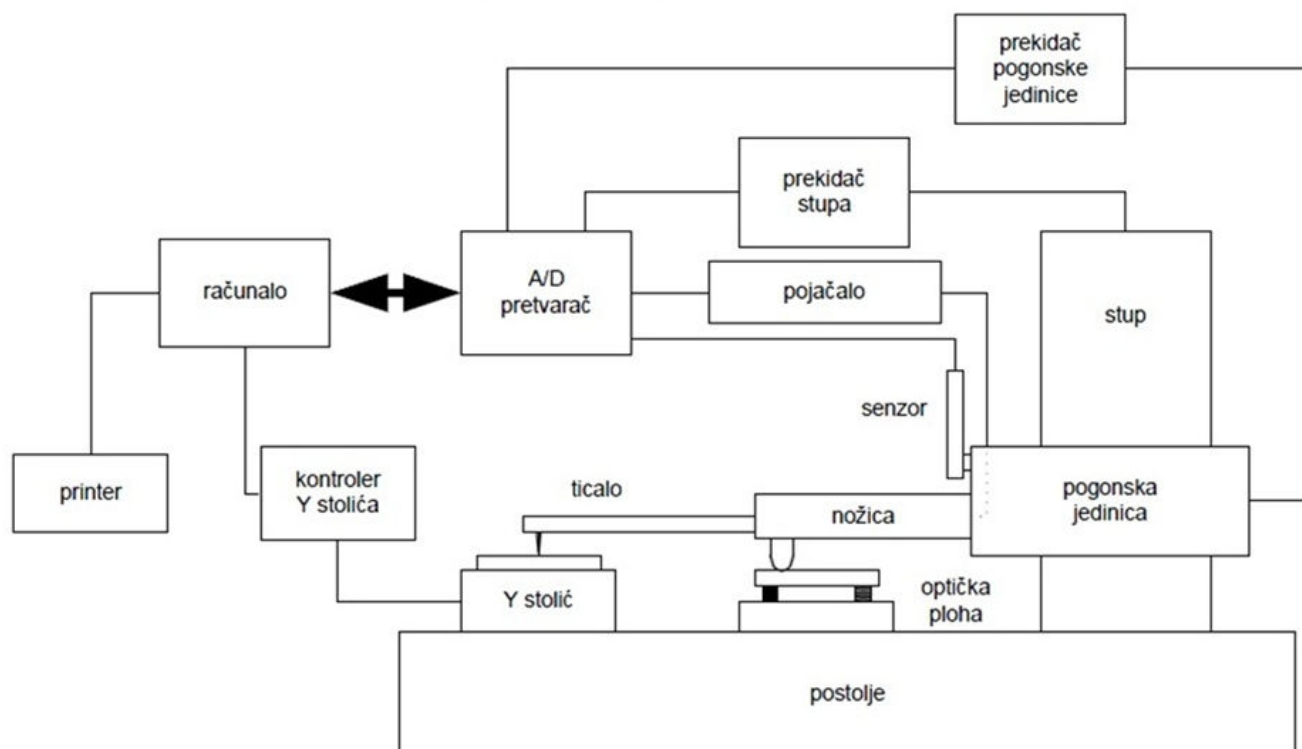 prekidač
pogonske
jedinice
prekidač
stupa
računalo
A/D
pretvarač
pojačalo
stup
senzor
printer
kontroler
Y stolića
ticalo
nožica
pogonska
jedinica
Y stolić
optička
ploha
postolje